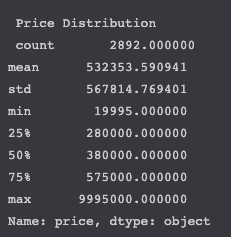 Price Distribution
count 2892.000000
mean 532353.590941
std 567814.769401
min 19995.000000
25% 280000.000000
50% 380000.000000
75% 575000.000000
max 9995000.000000
Name: price, dtype: object